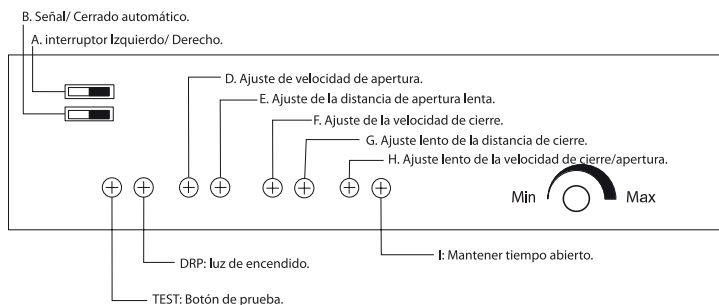 B. Señal/ Cerrado automático.
A. interruptor Izquierdo/ Derecho.
D. Ajuste de velocidad de apertura.
E. Ajuste de la distancia de apertura lenta.
F. Ajuste de la velocidad de cierre.
G. Ajuste lento de la distancia de cierre.
H. Ajuste lento de la velocidad de cierre/apertura.
Min
Max
I: Mantener tiempo abierto.
DRP: luz de encendido.
TEST: Botón de prueba.